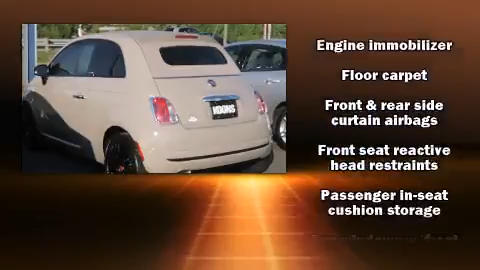 Engine immobilizer
Floor carpet
Front & rear side
curtain airbags
Front seat reactive
head restraints
Passenger in-seat
cushion storage